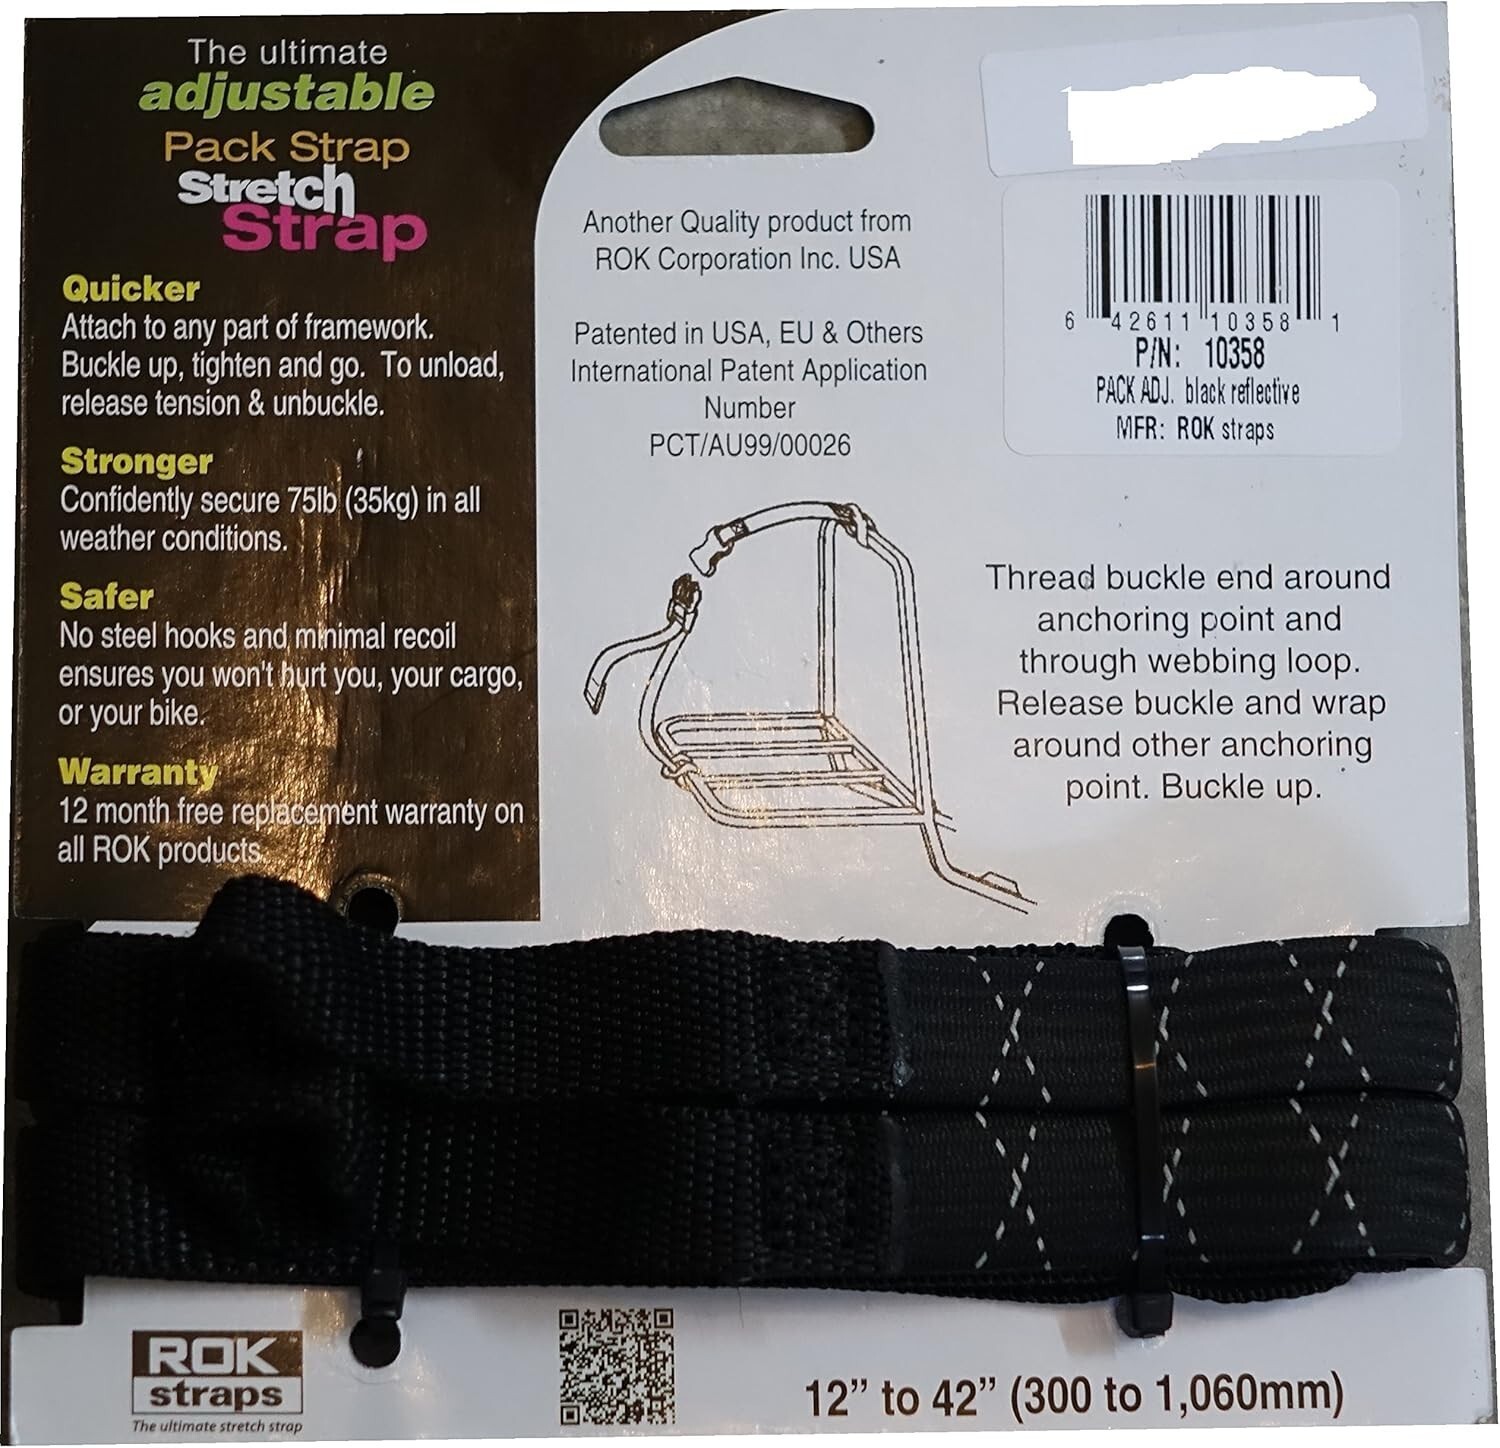 The ultimate
adjustable
Pack Strap
Stretch
Strap
Quicker
Attach to any part of framework.
Buckle up, tighten and go. To unload,
release tension & unbuckle.
Stronger
Confidently secure 75lb (35kg) in all
weather conditions.
Safer
No steel hooks and minimal recoil
ensures you won't hurt you, your cargo,
or your bike.
Warranty
12 month free replacement warranty on
all ROK products.
Another Quality product from
ROK Corporation Inc. USA
Patented in USA, EU & Others
International Patent Application
Number
PCT/AU99/00026
6 42611 10358 1
P/N: 10358
PACK ADJ. black reflective
MFR: ROK straps
Thread buckle end around
anchoring point and
through webbing loop.
Release buckle and wrap
around other anchoring
point. Buckle up.
ROK
straps
The ultimate stretch strap
12” to 42” (300 to 1,060mm)